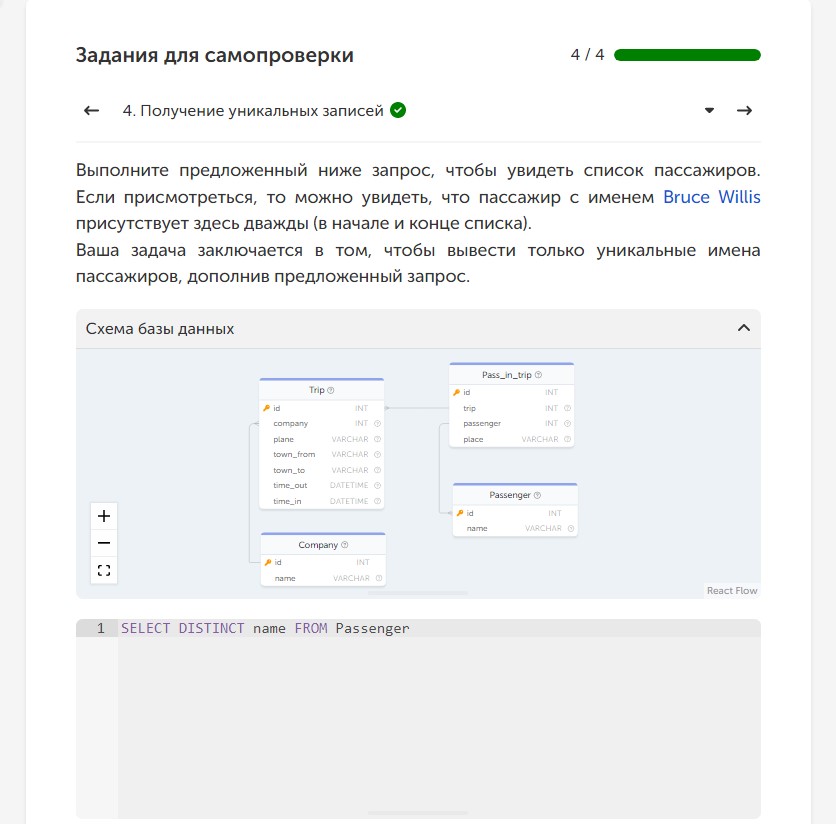 Задания для самопроверки
4 / 4
4. Получение уникальных записей
Выполните предложенный ниже запрос, чтобы увидеть список пассажиров.
Если присмотреться, то можно увидеть, что пассажир с именем Bruce Willis
присутствует здесь дважды (в начале и конце списка).
Ваша задача заключается в том, чтобы вывести только уникальные имена
пассажиров, дополнив предложенный запрос.
Схема базы данных
Trip
id INT
company INT
plane VARCHAR
town_from VARCHAR
town_to VARCHAR
time_out DATETIME
time_in DATETIME
Pass_in_trip
id INT
trip INT
passenger INT
place VARCHAR
Passenger
id INT
name VARCHAR
Company
id INT
name VARCHAR
React Flow
1 SELECT DISTINCT name FROM Passenger